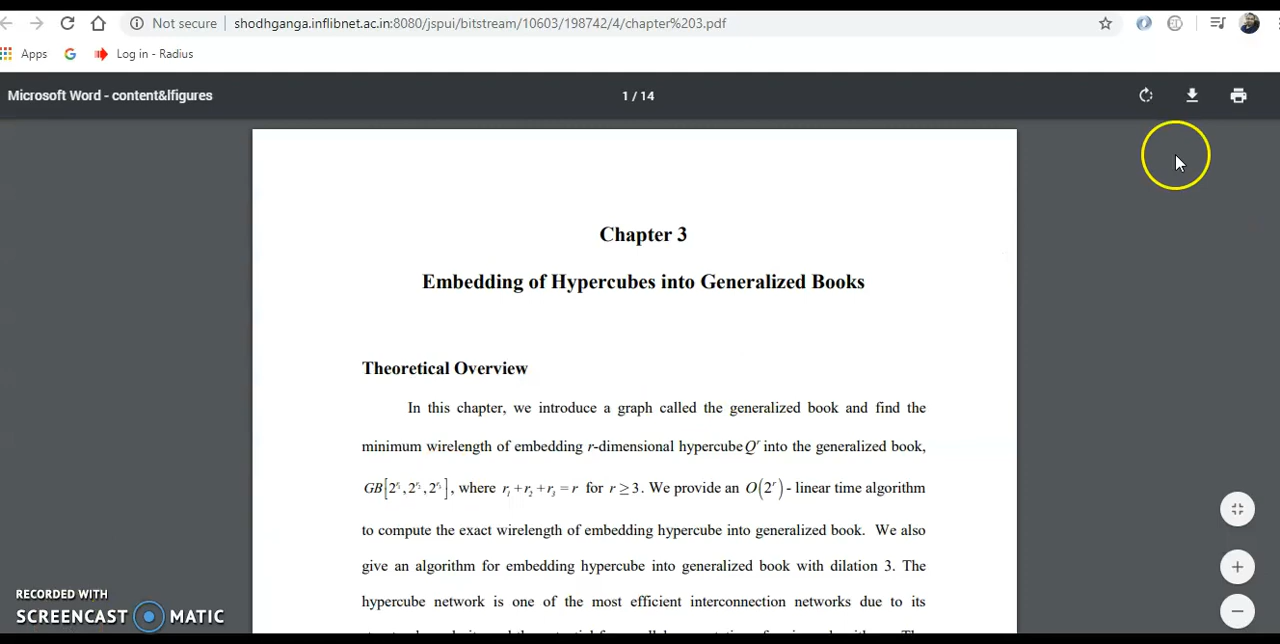 Not secure shodhganga.inflibnet.ac.in:8080/jspui/bitstream/10603/198742/4/chapter%203.pdf
Apps G Log in - Radius
Microsoft Word - content&lfigures 1 / 14
Chapter 3
Embedding of Hypercubes into Generalized Books
Theoretical Overview
In this chapter, we introduce a graph called the generalized book and find the
minimum wirelength of embedding r-dimensional hypercube Qʳ into the generalized book,
GB[2^r₁, 2^r₂, 2^r₃], where r₁+r₂+r₃=r for r≥3. We provide an O(2ʳ)- linear time algorithm
to compute the exact wirelength of embedding hypercube into generalized book. We also
give an algorithm for embedding hypercube into generalized book with dilation 3. The
hypercube network is one of the most efficient interconnection networks due to its
RECORDED WITH
SCREENCAST MATIC